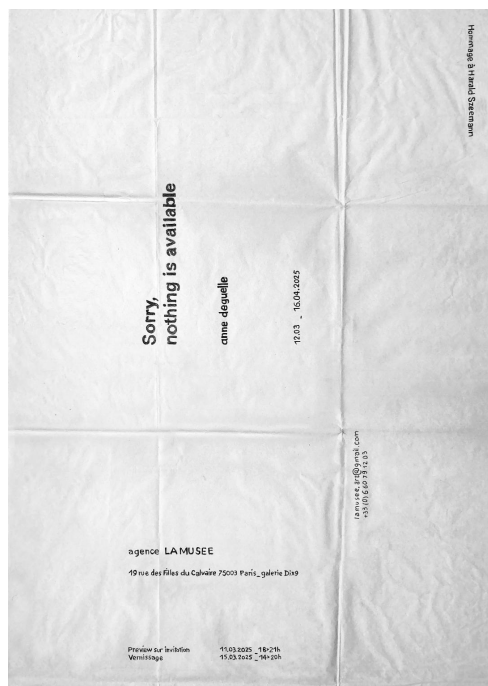 Hommage à Harald Szeemann
Sorry,
nothing is available
anne deguelle
12.03 - 16.04.2025
lamusee.art@gmail.com
+33 (0)6 60 79 12 03
agence LAMUSEE
19 rue des Filles du Calvaire 75003 Paris_galerie Dix9
Preview sur invitation 11.03.2025 _18>21h
Vernissage 15.03.2025 _14>20h